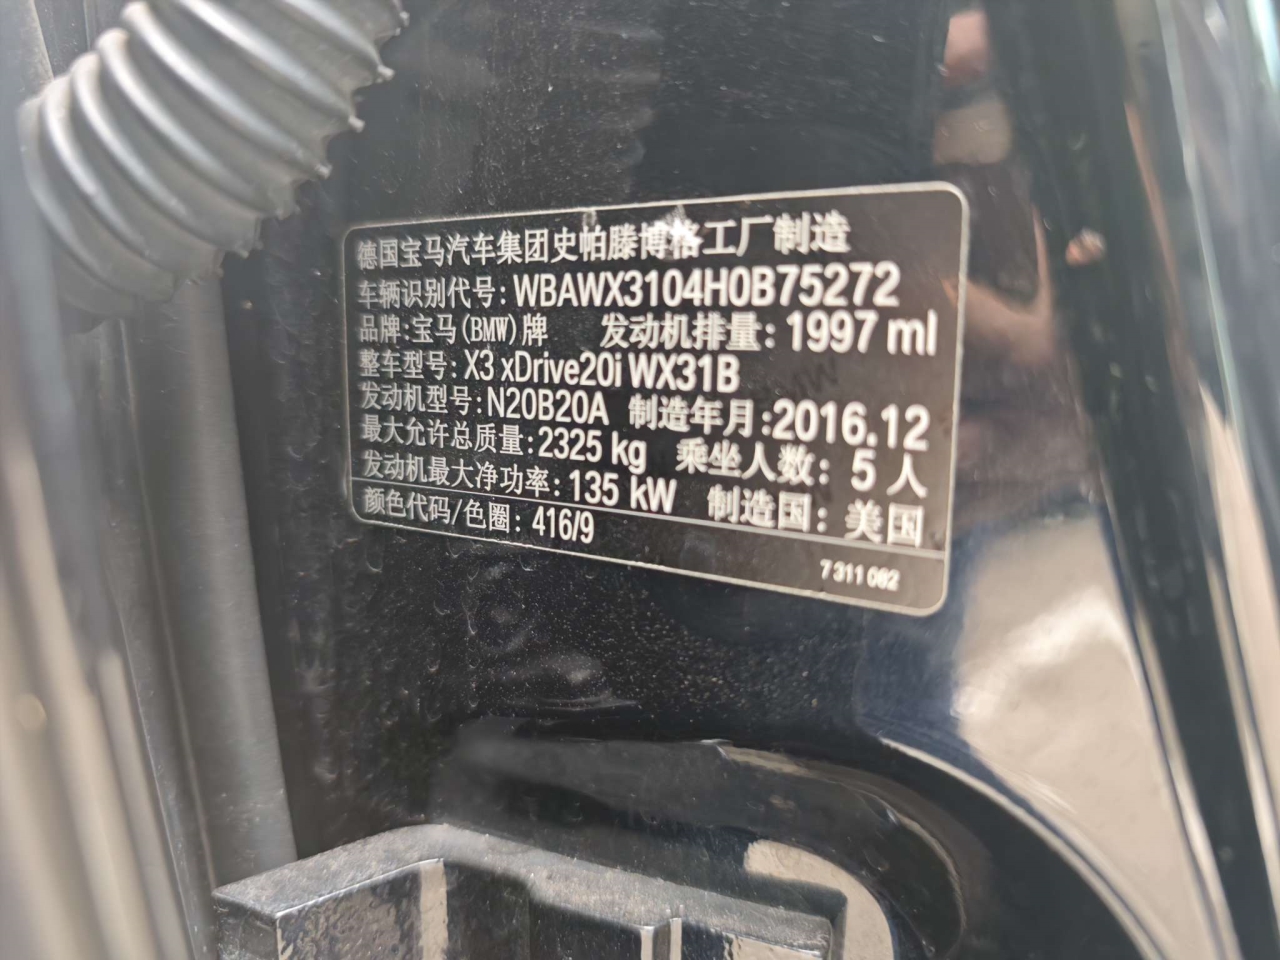 德国宝马汽车集团史帕滕博格工厂制造
车辆识别代号: WBAWX3104H0B75272
品牌:宝马(BMW)牌 发动机排量: 1997 ml
整车型号: X3 xDrive20i WX31B
发动机型号: N20B20A 制造年月:2016.12
最大允许总质量: 2325 kg 乘坐人数: 5人
发动机最大净功率: 135 kW 制造国: 美国
颜色代码/色圈: 416/9
7 311 062